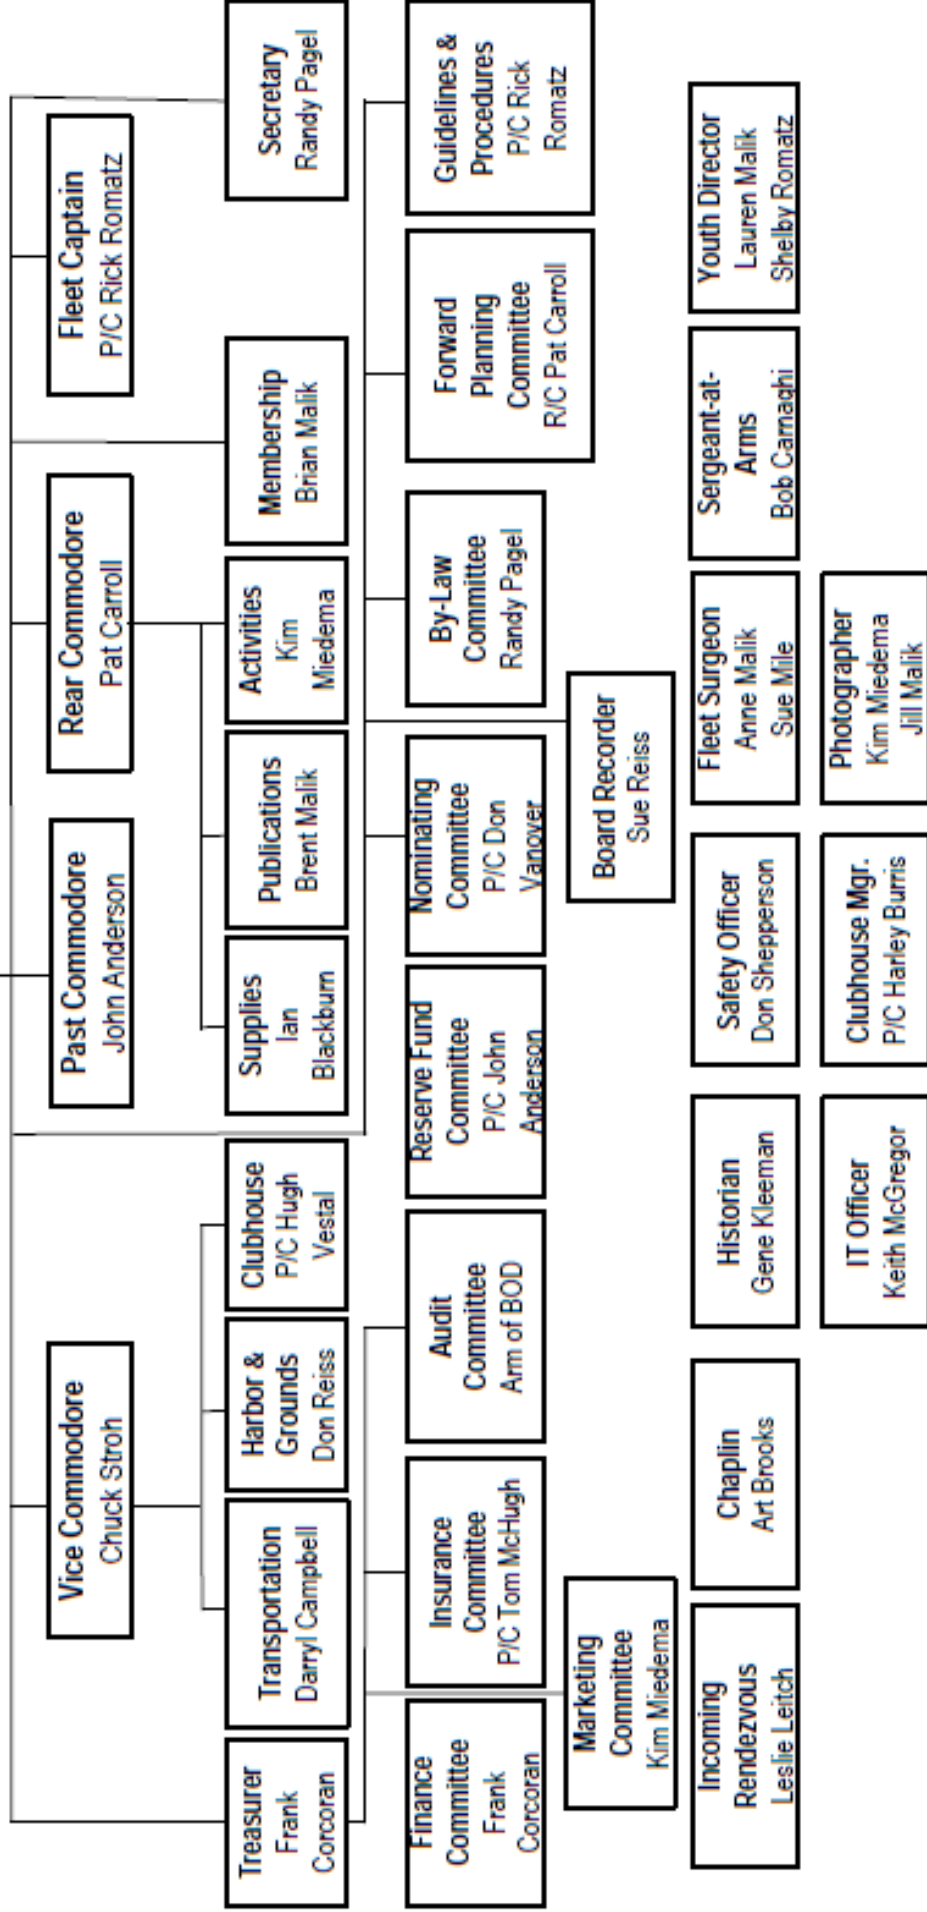 Past Commodore
John Anderson
Vice Commodore
Chuck Stroh
Rear Commodore
Pat Carroll
Fleet Captain
P/C Rick Romatz
Treasurer
Frank
Corcoran
Transportation
Darryl Campbell
Harbor &
Grounds
Don Reiss
Clubhouse
P/C Hugh
Vestal
Supplies
Ian
Blackburn
Publications
Brent Malik
Activities
Kim
Miedema
Membership
Brian Malik
Secretary
Randy Pagel
Finance
Committee
Frank
Corcoran
Insurance
Committee
P/C Tom McHugh
Audit
Committee
Arm of BOD
Reserve Fund
Committee
P/C John
Anderson
Nominating
Committee
P/C Don
Vanover
By-Law
Committee
Randy Pagel
Forward
Planning
Committee
R/C Pat Carroll
Guidelines &
Procedures
P/C Rick
Romatz
Marketing
Committee
Kim Miedema
Board Recorder
Sue Reiss
Incoming
Rendezvous
Leslie Leitch
Chaplin
Art Brooks
Historian
Gene Kleeman
Safety Officer
Don Shepperson
Fleet Surgeon
Anne Malik
Sue Mile
Sergeant-at-
Arms
Bob Carnaghi
Youth Director
Lauren Malik
Shelby Romatz
IT Officer
Keith McGregor
Clubhouse Mgr.
P/C Harley Burris
Photographer
Kim Miedema
Jill Malik